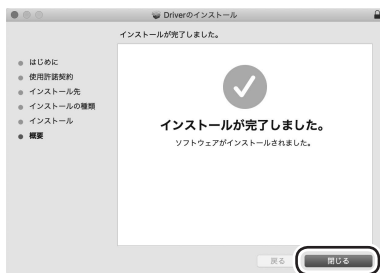 Driverのインストール
インストールが完了しました。
はじめに
使用許諾契約
インストール先
インストールの種類
インストール
概要
インストールが完了しました。
ソフトウェアがインストールされました。
戻る
閉じる